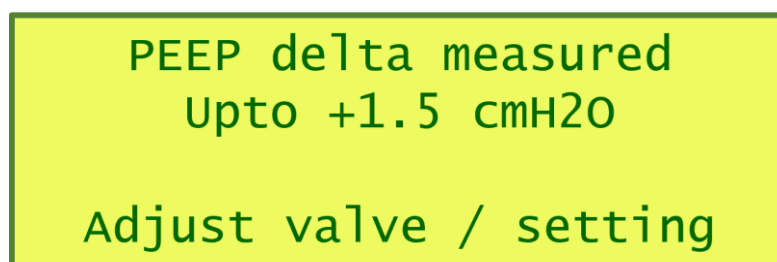 PEEP delta measured
Upto +1.5 cmH2O
Adjust valve / setting